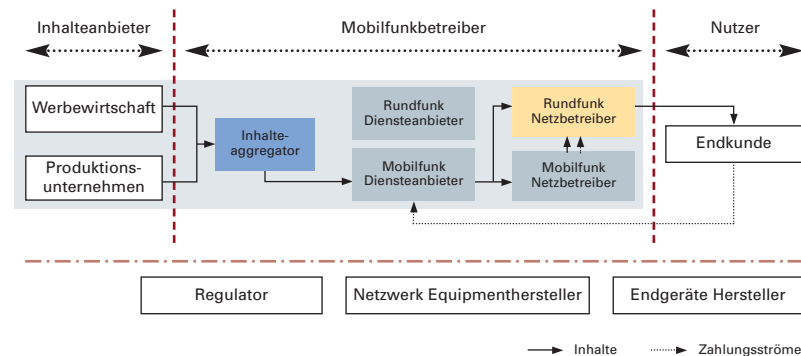 Inhalteanbieter
Mobilfunkbetreiber
Nutzer
Werbewirtschaft
Produktions-
unternehmen
Inhalte-
aggregator
Rundfunk
Diensteanbieter
Mobilfunk
Diensteanbieter
Rundfunk
Netzbetreiber
Mobilfunk
Netzbetreiber
Endkunde
Regulator
Netzwerk Equipmenthersteller
Endgeräte Hersteller
Inhalte
Zahlungsströme